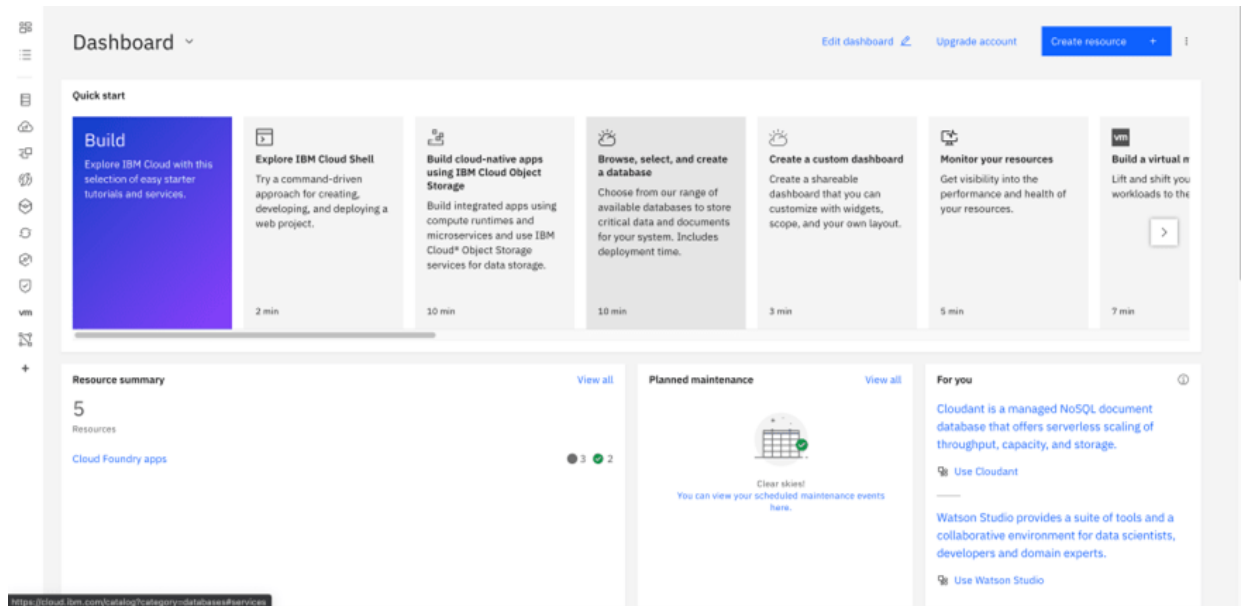 Dashboard
Edit dashboard
Upgrade account
Create resource +
Quick start
Build
Explore IBM Cloud with this
selection of easy starter
tutorials and services.
Explore IBM Cloud Shell
Try a command-driven
approach for creating,
developing, and deploying a
web project.
2 min
Build cloud-native apps
using IBM Cloud Object
Storage
Build integrated apps using
compute runtimes and
microservices and use IBM
Cloud® Object Storage
services for data storage.
10 min
Browse, select, and create
a database
Choose from our range of
available databases to store
critical data and documents
for your system. Includes
deployment time.
10 min
Create a custom dashboard
Create a shareable
dashboard that you can
customize with widgets,
scope, and your own layout.
3 min
Monitor your resources
Get visibility into the
performance and health of
your resources.
5 min
vm
Build a virtual m
Lift and shift you
workloads to the
7 min
vm
+
Resource summary
View all
5
Resources
Cloud Foundry apps
3 2
Planned maintenance
View all
Clear skies!
You can view your scheduled maintenance events
here.
For you
Cloudant is a managed NoSQL document
database that offers serverless scaling of
throughput, capacity, and storage.
Use Cloudant
Watson Studio provides a suite of tools and a
collaborative environment for data scientists,
developers and domain experts.
Use Watson Studio
https://cloud.ibm.com/catalog?category=databases#services